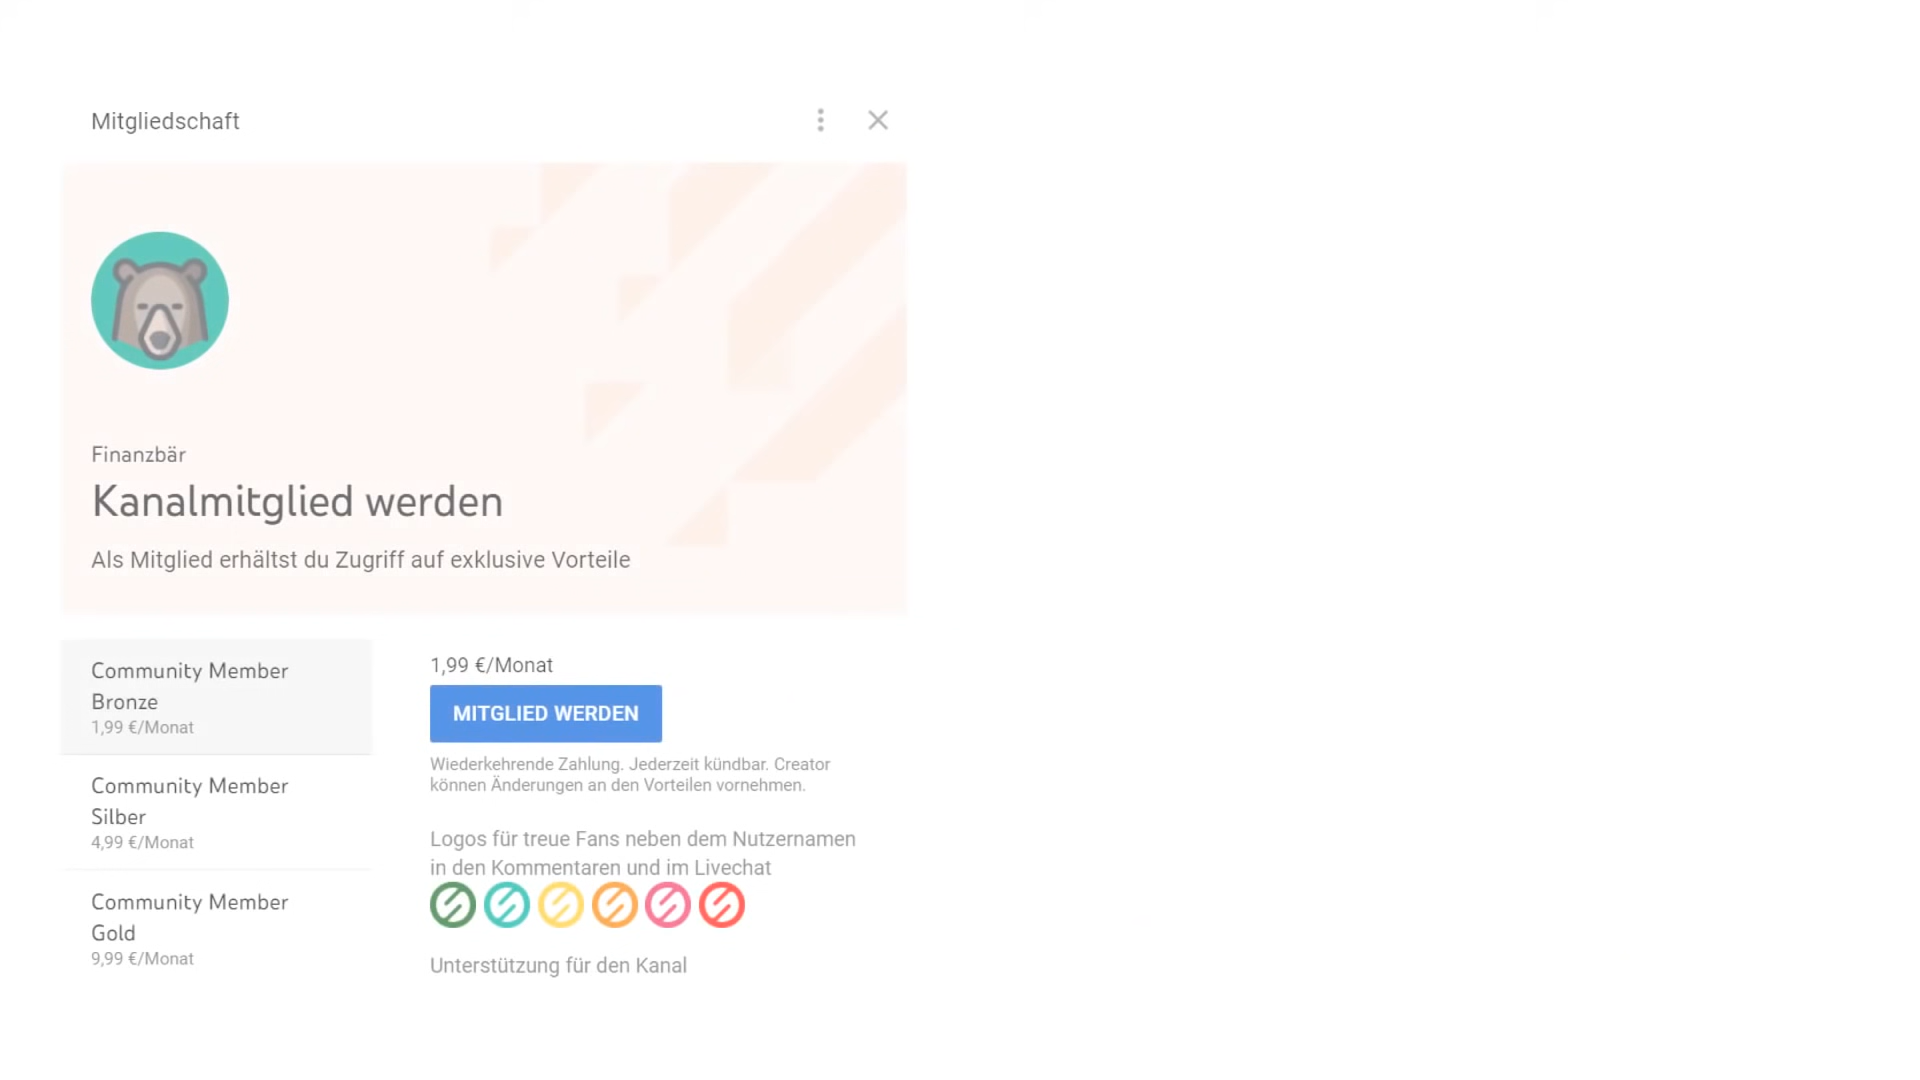 Mitgliedschaft
Finanzbär
Kanalmitglied werden
Als Mitglied erhältst du Zugriff auf exklusive Vorteile
Community Member
Bronze
1,99 €/Monat
Community Member
Silber
4,99 €/Monat
Community Member
Gold
9,99 €/Monat
1,99 €/Monat
MITGLIED WERDEN
Wiederkehrende Zahlung. Jederzeit kündbar. Creator
können Änderungen an den Vorteilen vornehmen.
Logos für treue Fans neben dem Nutzernamen
in den Kommentaren und im Livechat
Unterstützung für den Kanal